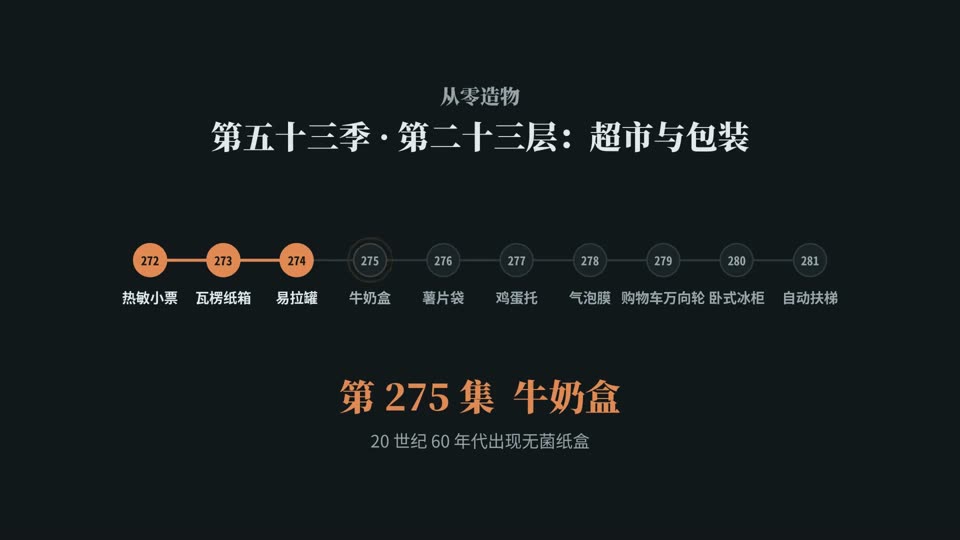 从零造物
第五十三季·第二十三层：超市与包装
272 273 274 275 276 277 278 279 280 281
热敏小票 瓦楞纸箱 易拉罐 牛奶盒 薯片袋 鸡蛋托 气泡膜 购物车万向轮 卧式冰柜 自动扶梯
第 275 集 牛奶盒
20 世纪 60 年代出现无菌纸盒